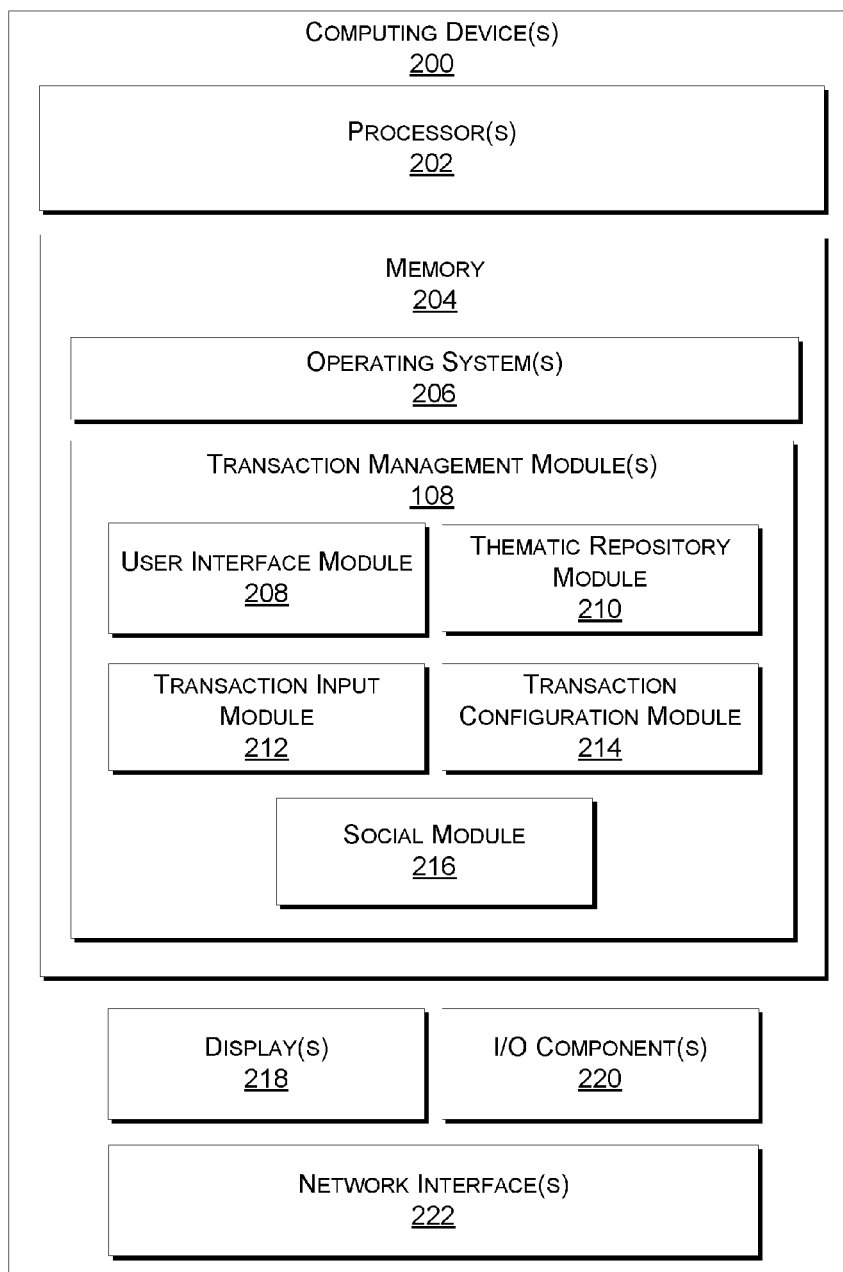 COMPUTING DEVICE(S)
200
PROCESSOR(S)
202
MEMORY
204
OPERATING SYSTEM(S)
206
TRANSACTION MANAGEMENT MODULE(S)
108
USER INTERFACE MODULE
208
THEMATIC REPOSITORY
MODULE
210
TRANSACTION INPUT
MODULE
212
TRANSACTION
CONFIGURATION MODULE
214
SOCIAL MODULE
216
DISPLAY(S)
218
I/O COMPONENT(S)
220
NETWORK INTERFACE(S)
222